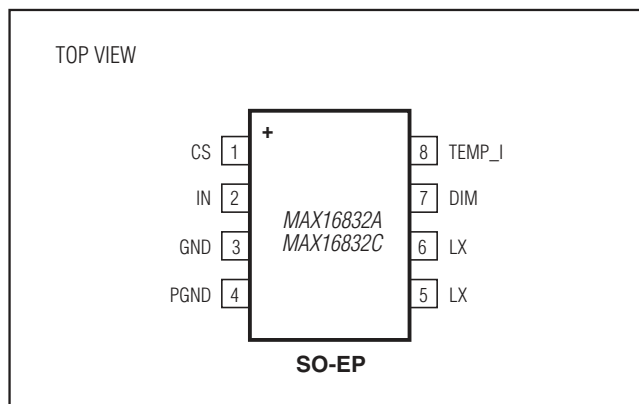 TOP VIEW
+
CS 1
8 TEMP_I
IN 2
7 DIM
MAX16832A
MAX16832C
GND 3
6 LX
PGND 4
5 LX
SO-EP